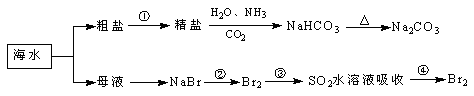 海水
粗盐 ① 精盐 H₂O、NH₃ CO₂ NaHCO₃ △ Na₂CO₃
母液 NaBr ② Br₂ ③ SO₂水溶液吸收 ④ Br₂